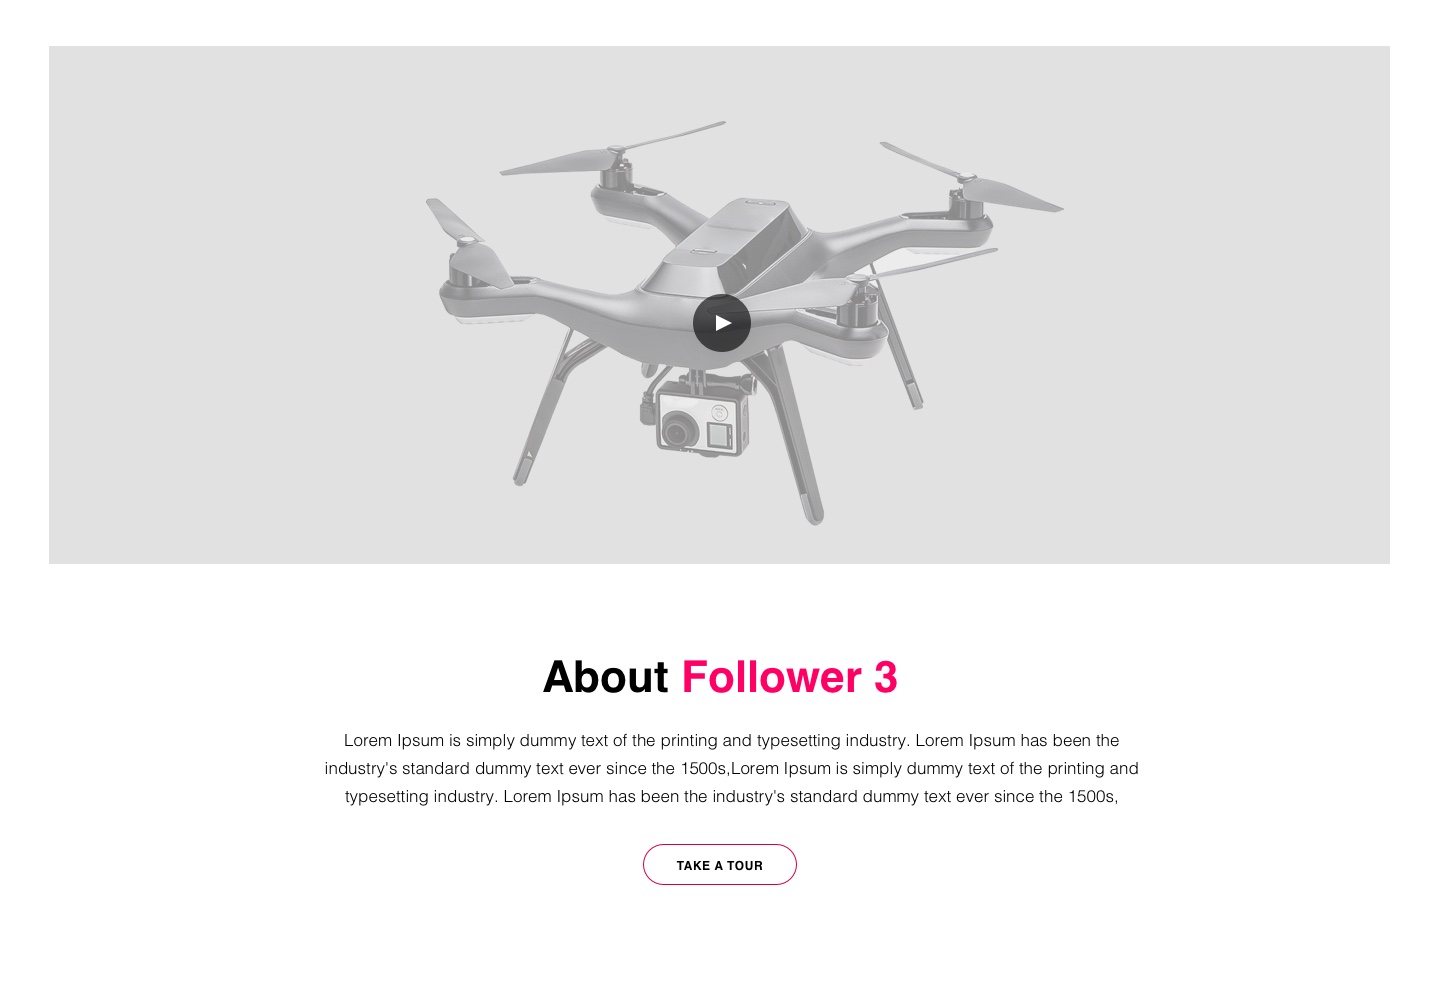 About Follower 3
Lorem Ipsum is simply dummy text of the printing and typesetting industry. Lorem Ipsum has been the
industry's standard dummy text ever since the 1500s,Lorem Ipsum is simply dummy text of the printing and
typesetting industry. Lorem Ipsum has been the industry's standard dummy text ever since the 1500s,
TAKE A TOUR